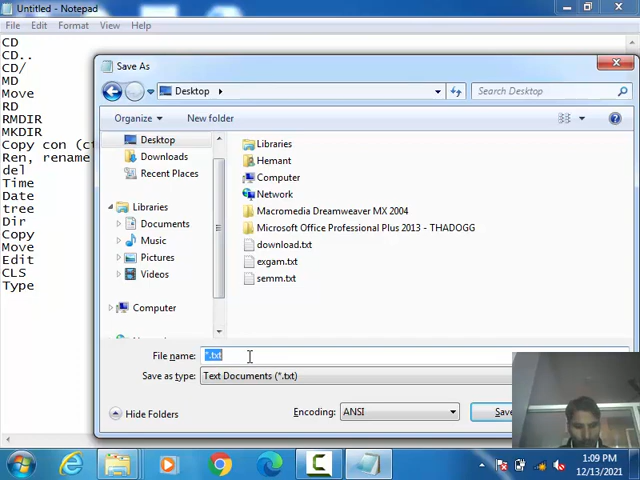 Untitled - Notepad
File Edit Format View Help
CD
CD..
CD/
MD
Move
RD
RMDIR
MKDIR
Copy con (ct
Ren, rename
del
Time
Date
tree
Dir
Copy
Move
Edit
CLS
Type
Save As
Desktop
Search Desktop
Organize
New folder
Desktop
Downloads
Recent Places
Libraries
Documents
Music
Pictures
Videos
Computer
Libraries
Hemant
Computer
Network
Macromedia Dreamweaver MX 2004
Microsoft Office Professional Plus 2013 - THADOGG
download.txt
exgam.txt
semm.txt
File name: *.txt
Save as type: Text Documents (*.txt)
Hide Folders
Encoding: ANSI
Save
1:09 PM
12/13/2021